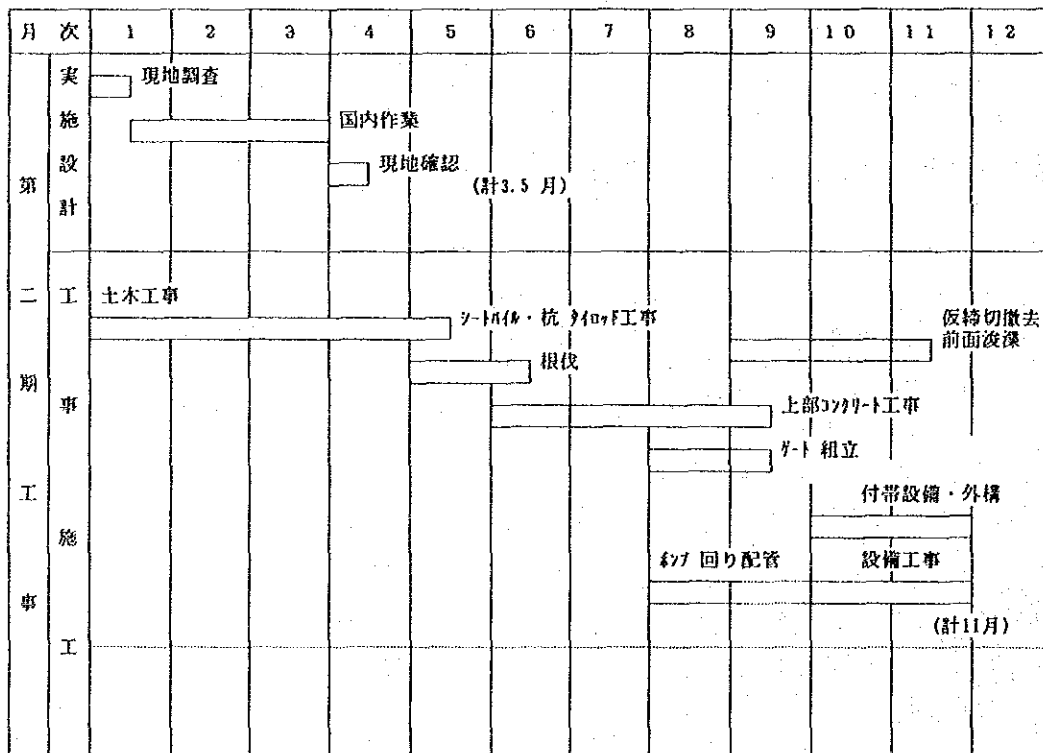 月 次 1 2 3 4 5 6 7 8 9 10 11 12
第二期工事
実施設計
現地調査
国内作業
現地確認
(計3.5 月)
工事施工
土木工事
シートパイル・杭 タイロッド工事
仮締切撤去
前面浚渫
根伐
上部コンクリート工事
ゲート 組立
付帯設備・外構
ポンプ 回り配管 設備工事
(計11月)